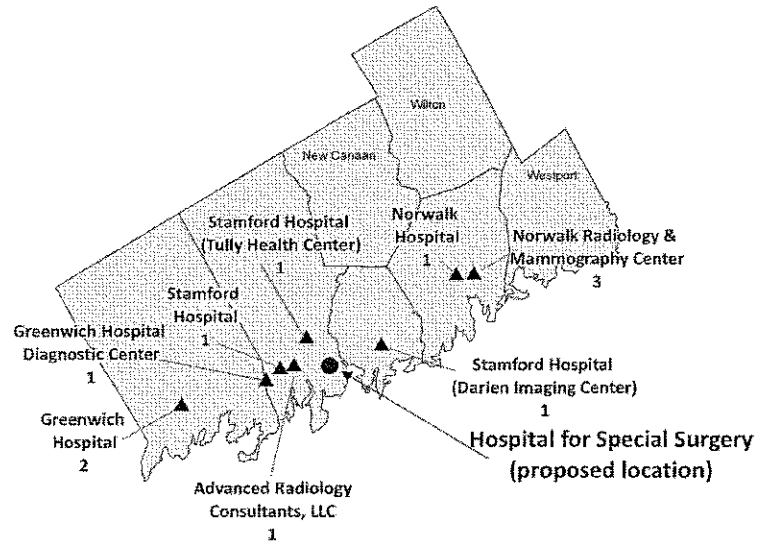 Wilton
New Canaan
Westport
Stamford Hospital
(Tully Health Center)
1
Norwalk
Hospital
1
Norwalk Radiology &
Mammography Center
3
Stamford
Hospital
1
Greenwich Hospital
Diagnostic Center
1
Stamford Hospital
(Darien Imaging Center)
1
Greenwich
Hospital
2
Hospital for Special Surgery
(proposed location)
Advanced Radiology
Consultants, LLC
1